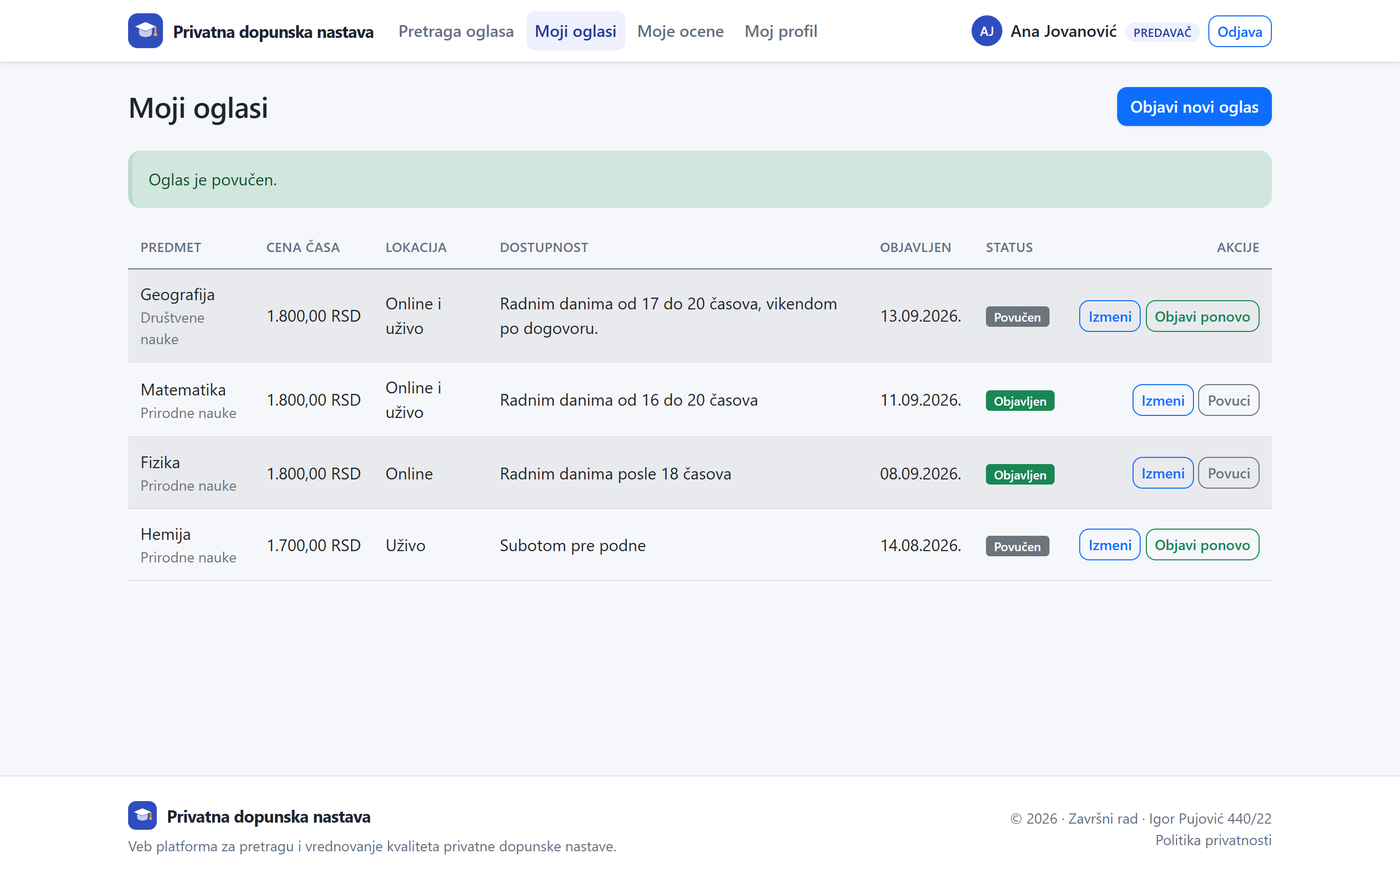 Privatna dopunska nastava Pretraga oglasa Moji oglasi Moje ocene Moj profil AJ Ana Jovanović PREDAVAČ Odjava
Moji oglasi Objavi novi oglas
Oglas je povučen.
PREDMET CENA ČASA LOKACIJA DOSTUPNOST OBJAVLJEN STATUS AKCIJE
Geografija
Društvene
nauke
1.800,00 RSD
Online i
uživo
Radnim danima od 17 do 20 časova, vikendom
po dogovoru.
13.09.2026. Povučen Izmeni Objavi ponovo
Matematika
Prirodne nauke
1.800,00 RSD
Online i
uživo
Radnim danima od 16 do 20 časova 11.09.2026. Objavljen Izmeni Povuci
Fizika
Prirodne nauke
1.800,00 RSD Online Radnim danima posle 18 časova 08.09.2026. Objavljen Izmeni Povuci
Hemija
Prirodne nauke
1.700,00 RSD Uživo Subotom pre podne 14.08.2026. Povučen Izmeni Objavi ponovo
Privatna dopunska nastava
Veb platforma za pretragu i vrednovanje kvaliteta privatne dopunske nastave.
© 2026 · Završni rad · Igor Pujović 440/22
Politika privatnosti